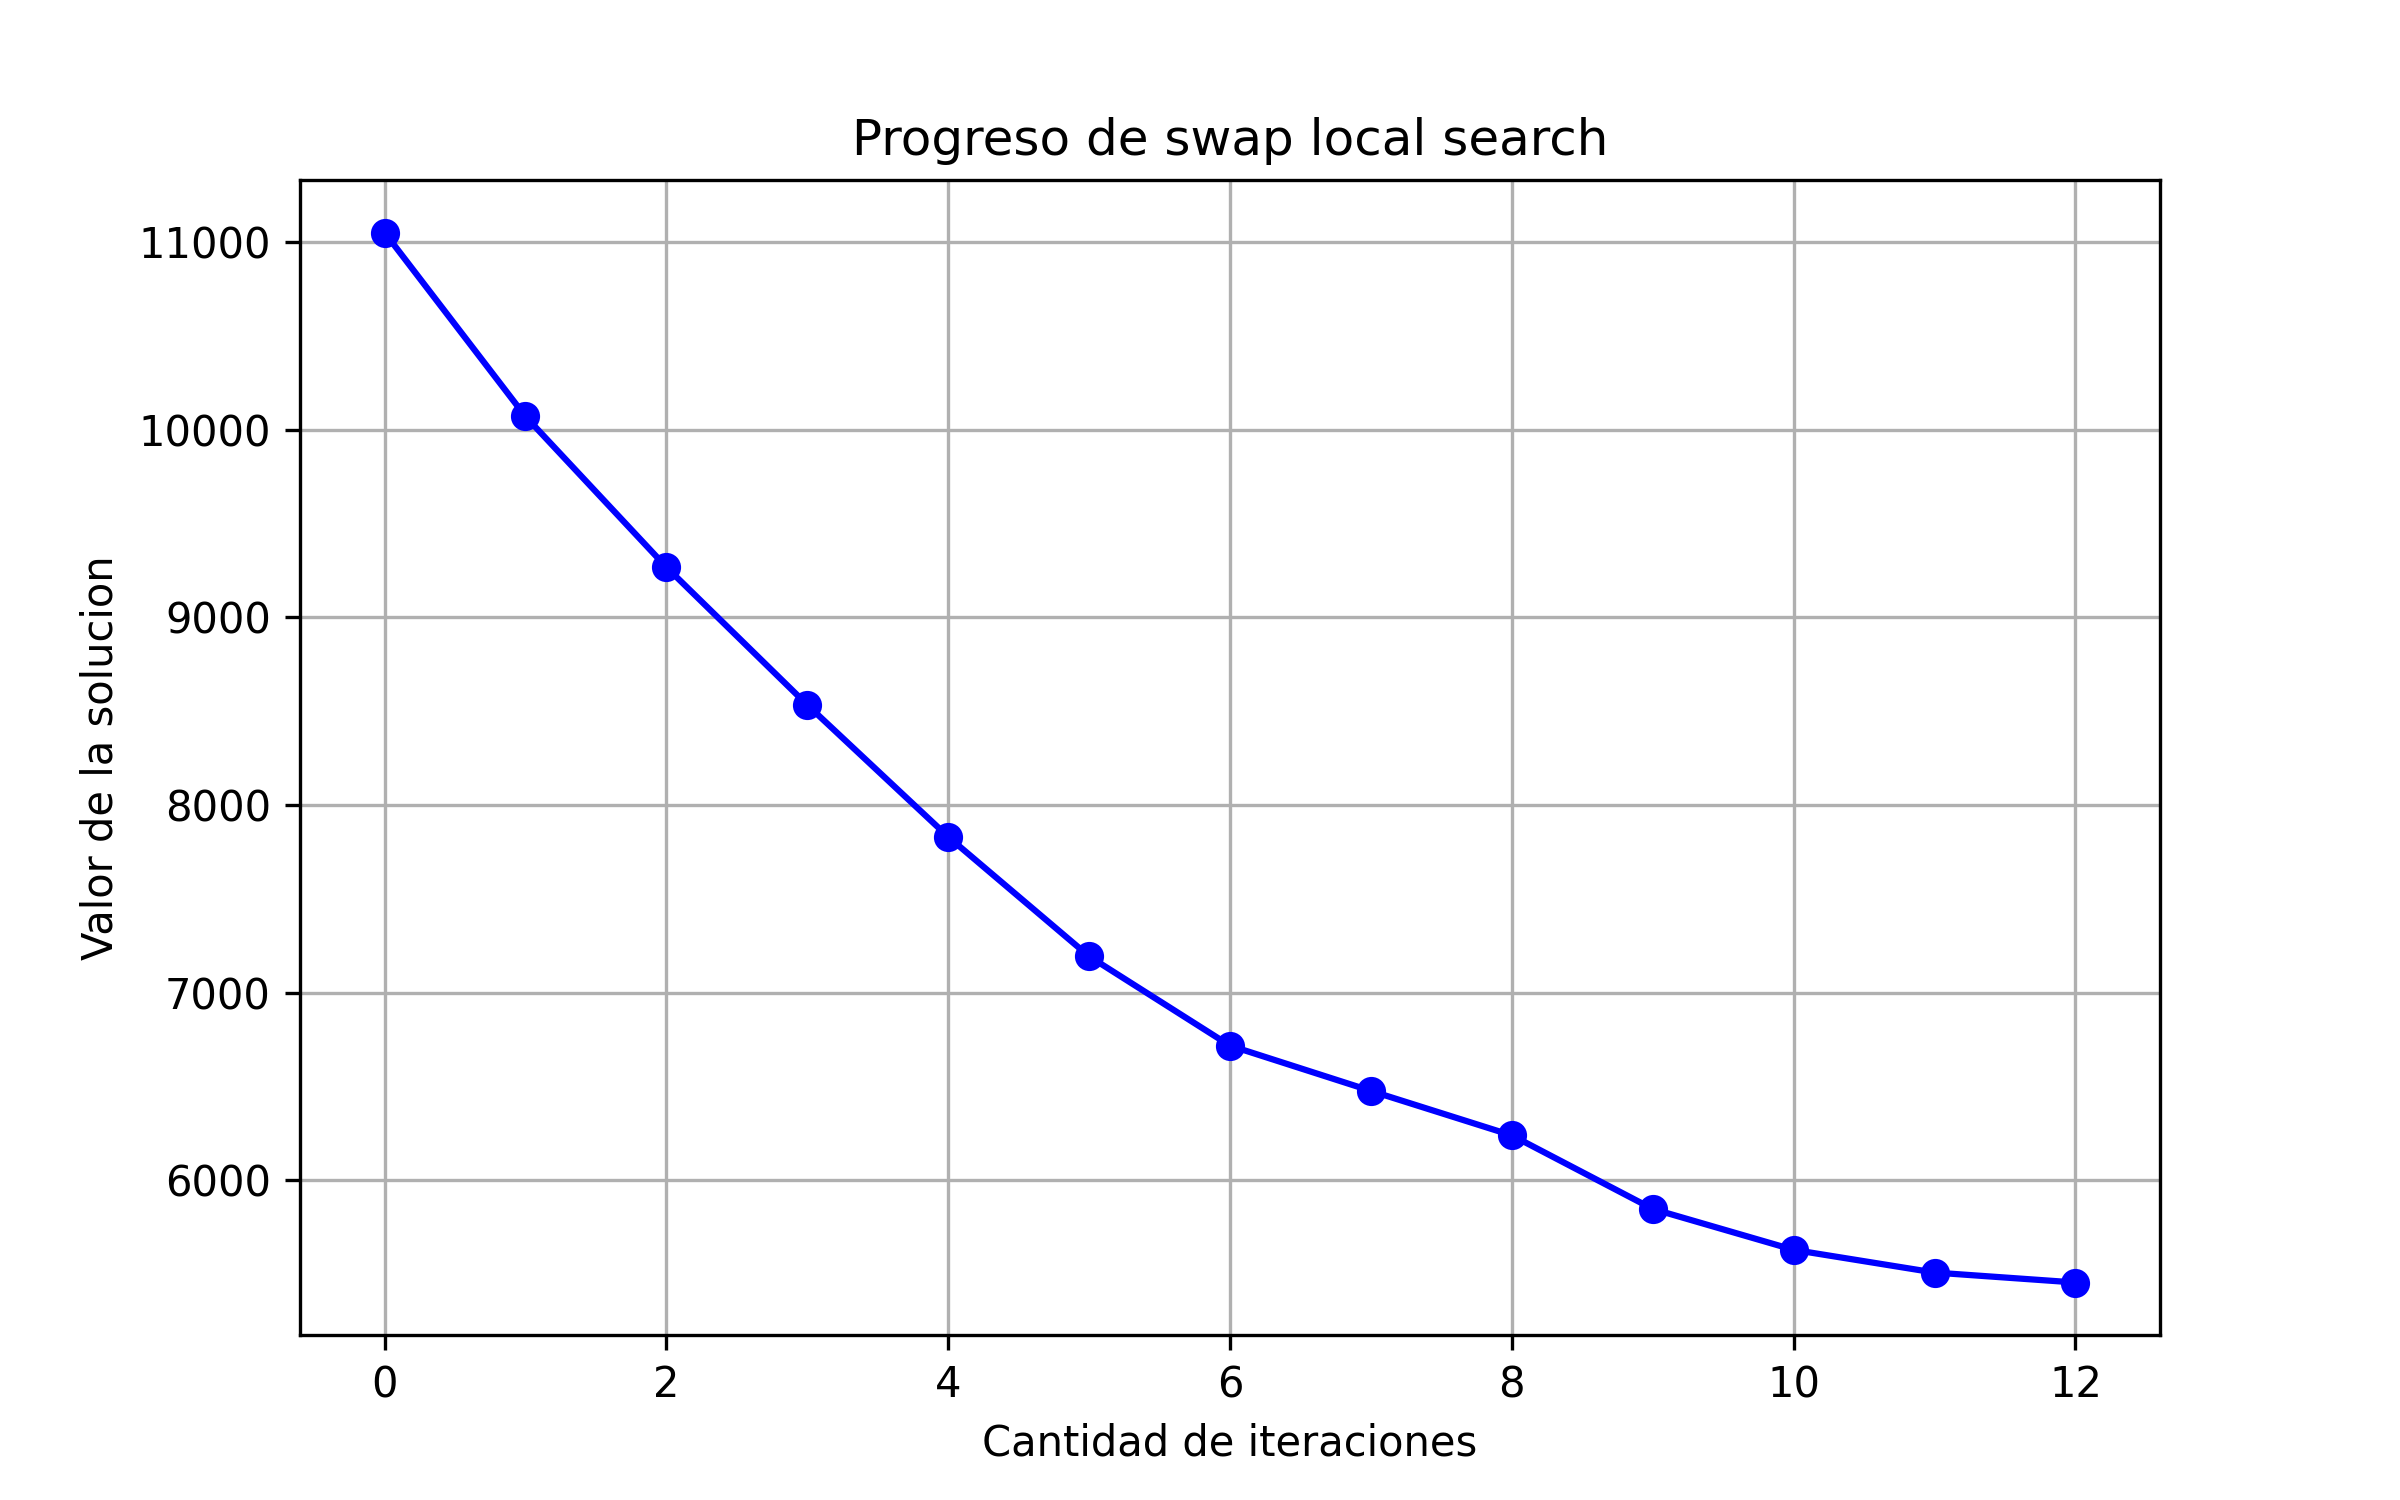 Progreso de swap local search
11000
10000
9000
8000
7000
6000
Valor de la solucion
0 2 4 6 8 10 12
Cantidad de iteraciones